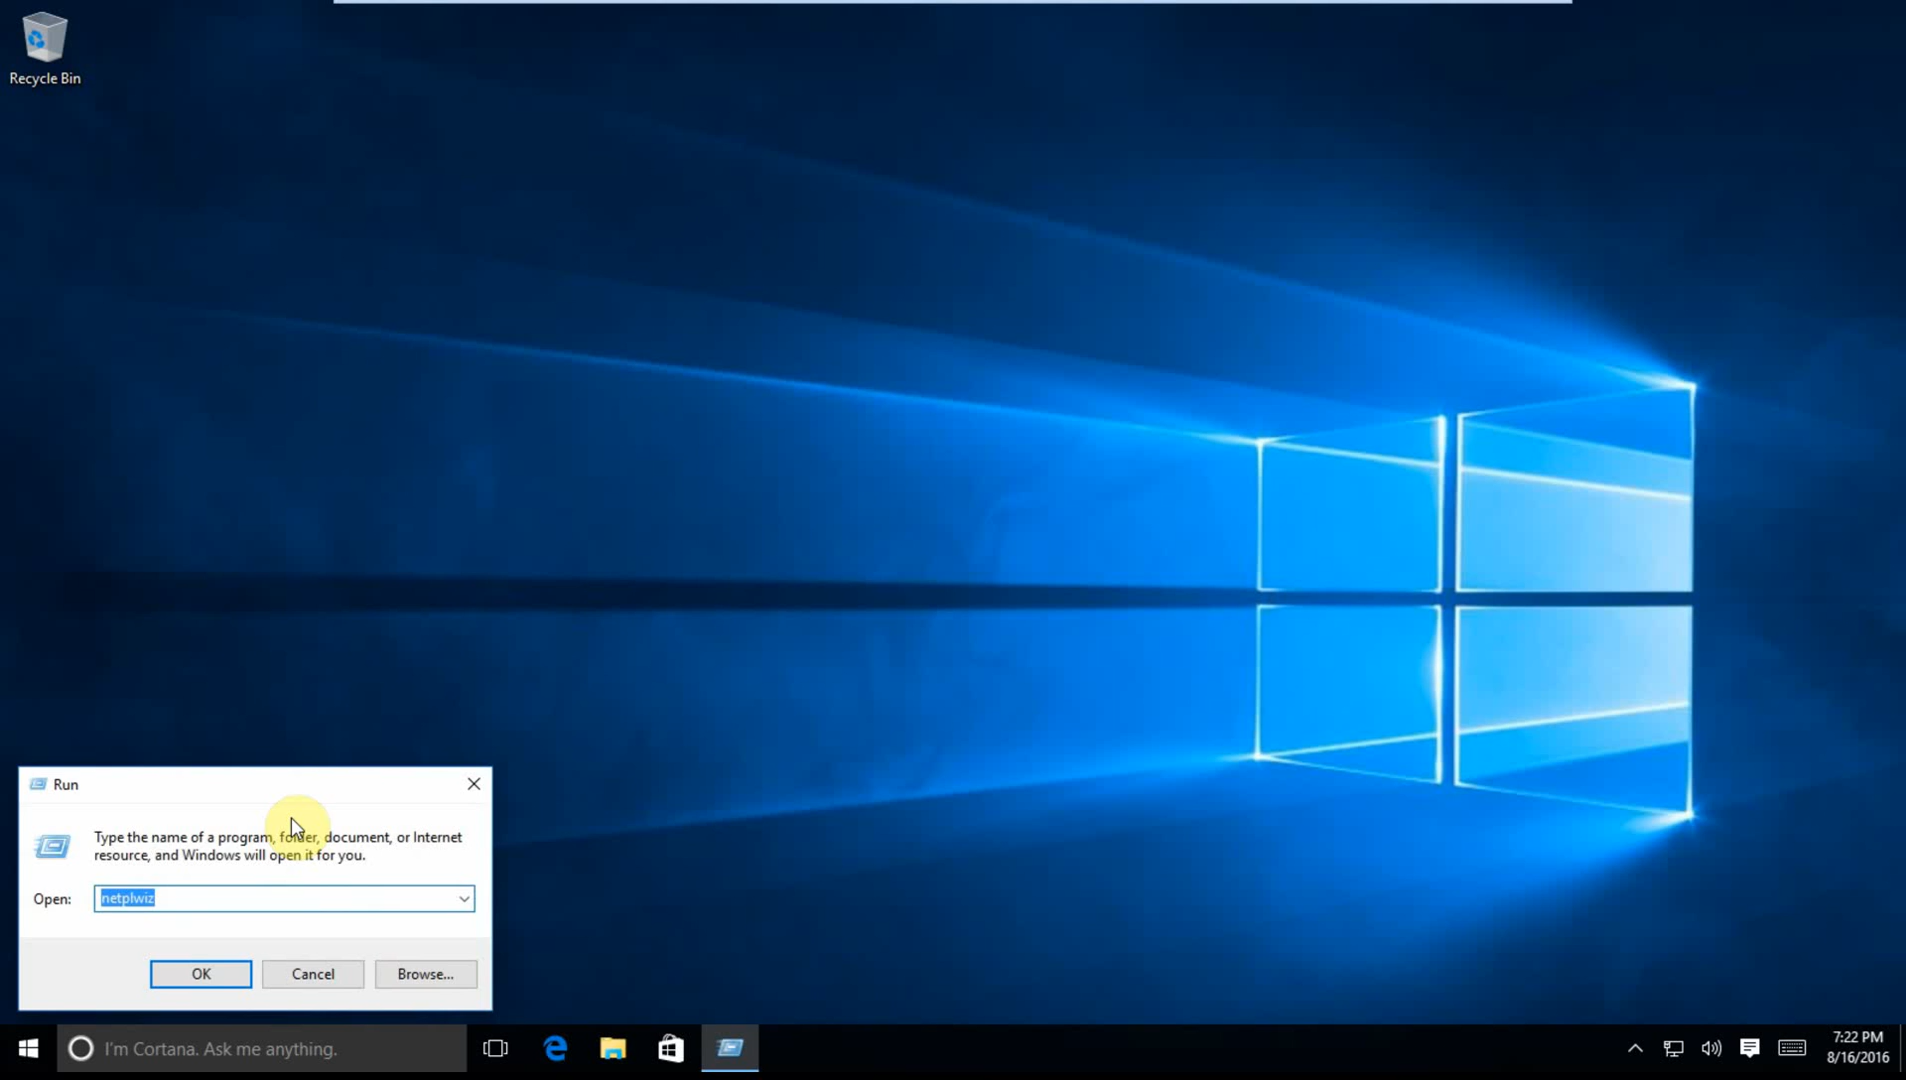 Recycle Bin
Run
Type the name of a program, folder, document, or Internet
resource, and Windows will open it for you.
Open:
netplwiz
OK
Cancel
Browse...
I'm Cortana. Ask me anything.
7:22 PM
8/16/2016